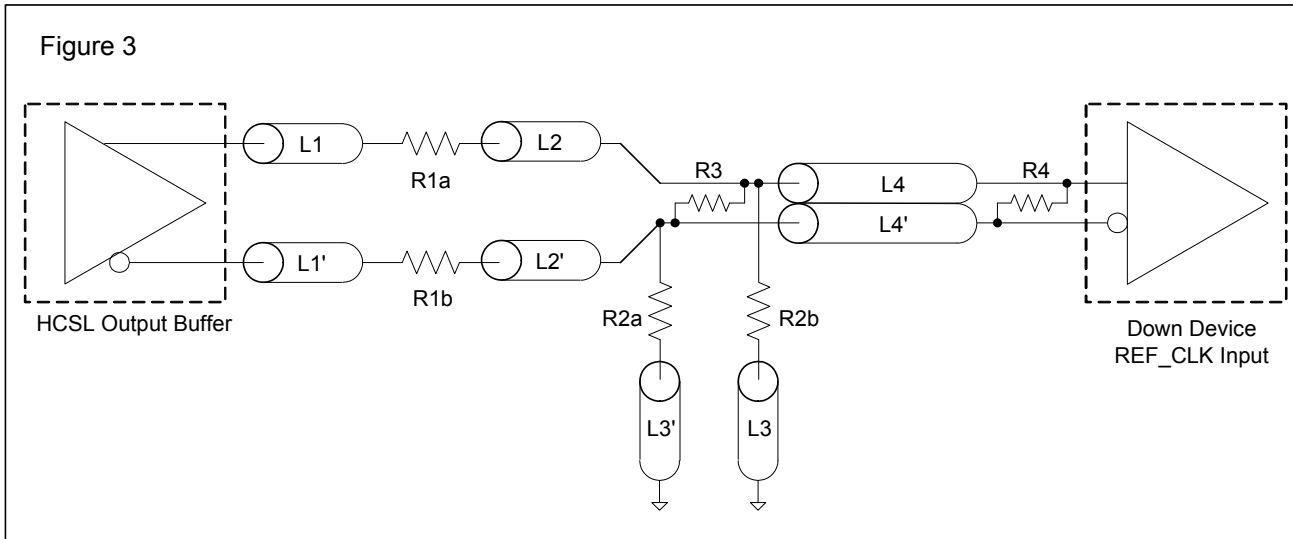 Figure 3
L1
R1a
L2
R3
L4
R4
L1'
R1b
L2'
L4'
HCSL Output Buffer
R2a
R2b
Down Device
REF_CLK Input
L3'
L3